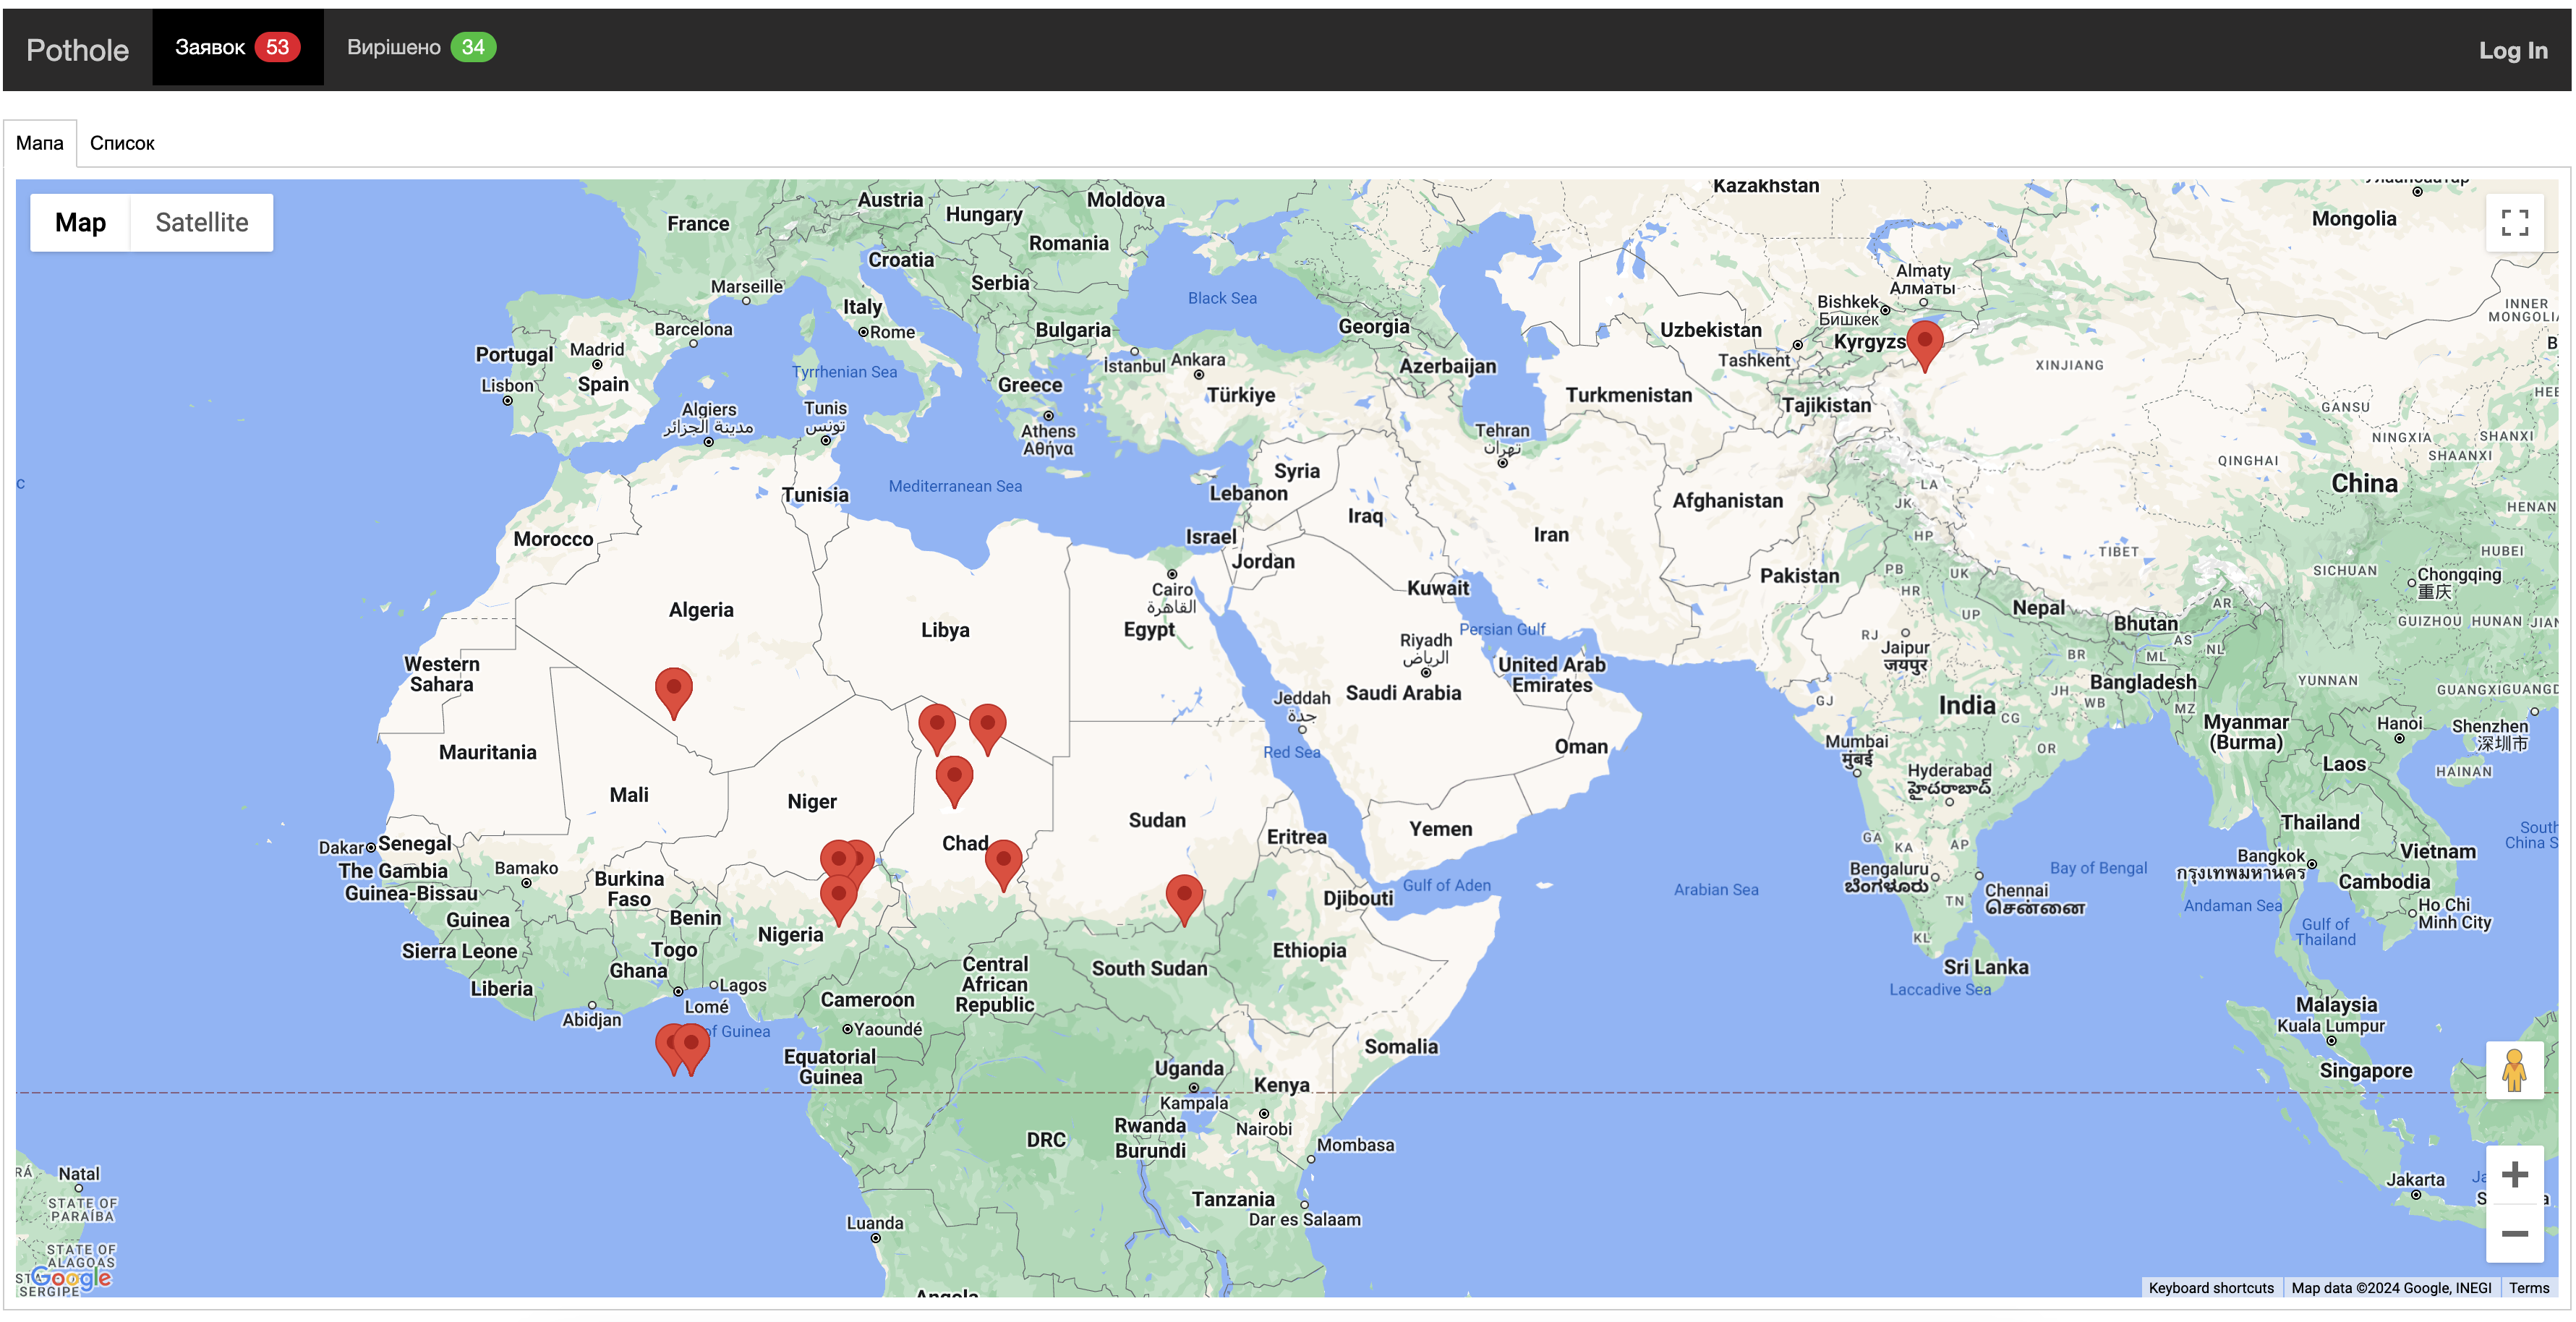 Pothole
Заявок 53
Вирішено 34
Log In
Мапа
Список
Map
Satellite
Kazakhstan
Mongolia
Austria
Hungary
Moldova
France
Romania
Croatia
Serbia
Marseille
Italy
Rome
Black Sea
Almaty
Алматы
Bishkek
Бишкек
INNER
Barcelona
Bulgaria
Georgia
Uzbekistan
Kyrgyzs
Portugal
Madrid
Spain
Lisbon
Tyrrhenian Sea
Greece
İstanbul
Ankara
Türkiye
Azerbaijan
Tashkent
XINJIANG
Turkmenistan
Tajikistan
GANSU
Algiers
مدينة الجزائر
Tunis
تونس
Athens
Αθήνα
Tehran
تهران
NINGXIA
SHANXI
SHAANXI
QINGHAI
Syria
Lebanon
Mediterranean Sea
Tunisia
Iraq
Afghanistan
LA
JK
China
HENAN
Morocco
Israel
Jordan
Iran
HP
TIBET
HUBEI
Cairo
القاهرة
Egypt
Kuwait
Pakistan
PB
UK
HR
SICHUAN
Chongqing
重庆
Algeria
Libya
Persian Gulf
Nepal
UP
Bhutan
AR
AS
NL
GUIZHOU
HUNAN
Western
Sahara
Riyadh
الرياض
Saudi Arabia
United Arab
Emirates
RJ
Jaipur
जयपुर
BR
ML
Bangladesh
YUNNAN
Jeddah
جدة
GJ
India
JH
WB
CG
MZ
Myanmar
(Burma)
Hanoi
Shenzhen
深圳市
Mauritania
Red Sea
Oman
Mumbai
मुंबई
OR
Laos
HAINAN
Mali
Niger
Hyderabad
హైదరాబాద్
Chad
Sudan
Eritrea
Yemen
Thailand
South
China S
Dakar
Senegal
The Gambia
Guinea-Bissau
Bamako
Burkina
Faso
GA
KA
AP
Bengaluru
ಬೆಂಗಳೂರು
Bay of Bengal
Bangkok
กรุงเทพมหานคร
Vietnam
Cambodia
Gulf of Aden
Djibouti
Arabian Sea
Chennai
சென்னை
TN
Andaman Sea
Ho Chi
Minh City
Guinea
Benin
Nigeria
Sierra Leone
Togo
Ghana
Gulf of
Thailand
KL
Ethiopia
Central
African
Republic
South Sudan
Sri Lanka
Laccadive Sea
Liberia
Lagos
Lomé
Abidjan
Cameroon
Yaoundé
of Guinea
Malaysia
Kuala Lumpur
Equatorial
Guinea
Somalia
Uganda
Kenya
Singapore
Kampala
Nairobi
DRC
Rwanda
Burundi
Mombasa
Natal
STATE OF
PARAÍBA
Tanzania
Dar es Salaam
Jakarta
Luanda
STATE OF
ALAGOAS
SERGIPE
Google
Keyboard shortcuts
Map data ©2024 Google, INEGI
Terms